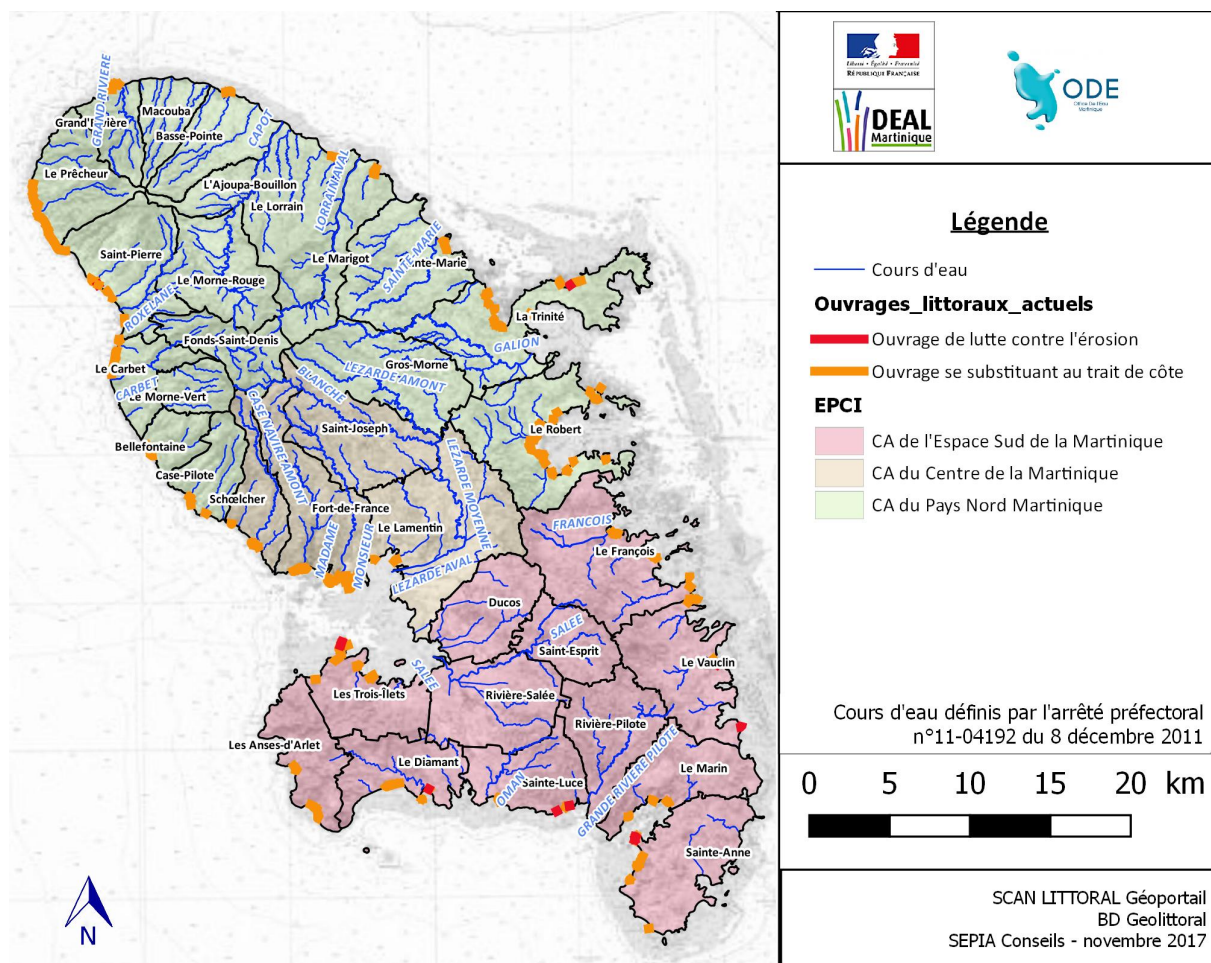 GRAND RIVIERE
Macouba
Grand'Rivière
Basse-Pointe
CAPOT
Le Prêcheur
L'Ajoupa-Bouillon
Le Lorrain
LORRAIN AVAL
Saint-Pierre
Le Marigot
SAINTE-MARIE
Sainte-Marie
Le Morne-Rouge
ROXELANE
La Trinité
Fonds-Saint-Denis
GALION
Gros-Morne
Le Carbet
LEZARDE AMONT
BLANCHE
CARBET
Le Morne-Vert
CASE NAVIRE AMONT
Saint-Joseph
Le Robert
Bellefontaine
Case-Pilote
LEZARDE MOYENNE
Schœlcher
Fort-de-France
Le Lamentin
FRANCOIS
MADAME
MONSIEUR
Le François
LEZARDE AVAL
Ducos
SALEE
Saint-Esprit
Le Vauclin
SALEE
Les Trois-Îlets
Rivière-Salée
Rivière-Pilote
Les Anses-d'Arlet
Le Diamant
OMAN
Sainte-Luce
GRANDE RIVIERE PILOTE
Le Marin
Sainte-Anne
N
Liberté • Égalité • Fraternité
RÉPUBLIQUE FRANÇAISE
DEAL
Martinique
ODE
Office De l'Eau
Martinique
Légende
Cours d'eau
Ouvrages_littoraux_actuels
Ouvrage de lutte contre l'érosion
Ouvrage se substituant au trait de côte
EPCI
CA de l'Espace Sud de la Martinique
CA du Centre de la Martinique
CA du Pays Nord Martinique
Cours d'eau définis par l'arrêté préfectoral
n°11-04192 du 8 décembre 2011
0 5 10 15 20 km
SCAN LITTORAL Géoportail
BD Geolittoral
SEPIA Conseils - novembre 2017